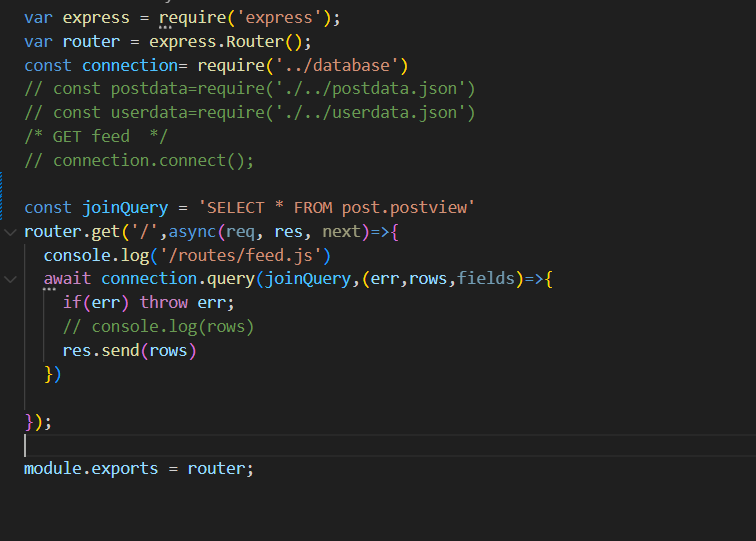 var express = require('express');
var router = express.Router();
const connection= require('../database')
// const postdata=require('./../postdata.json')
// const userdata=require('./../userdata.json')
/* GET feed  */
// connection.connect();
const joinQuery = 'SELECT * FROM post.postview'
router.get('/',async(req, res, next)=>{
  console.log('/routes/feed.js')
  await connection.query(joinQuery,(err,rows,fields)=>{
    if(err) throw err;
    // console.log(rows)
    res.send(rows)
  })
});
module.exports = router;